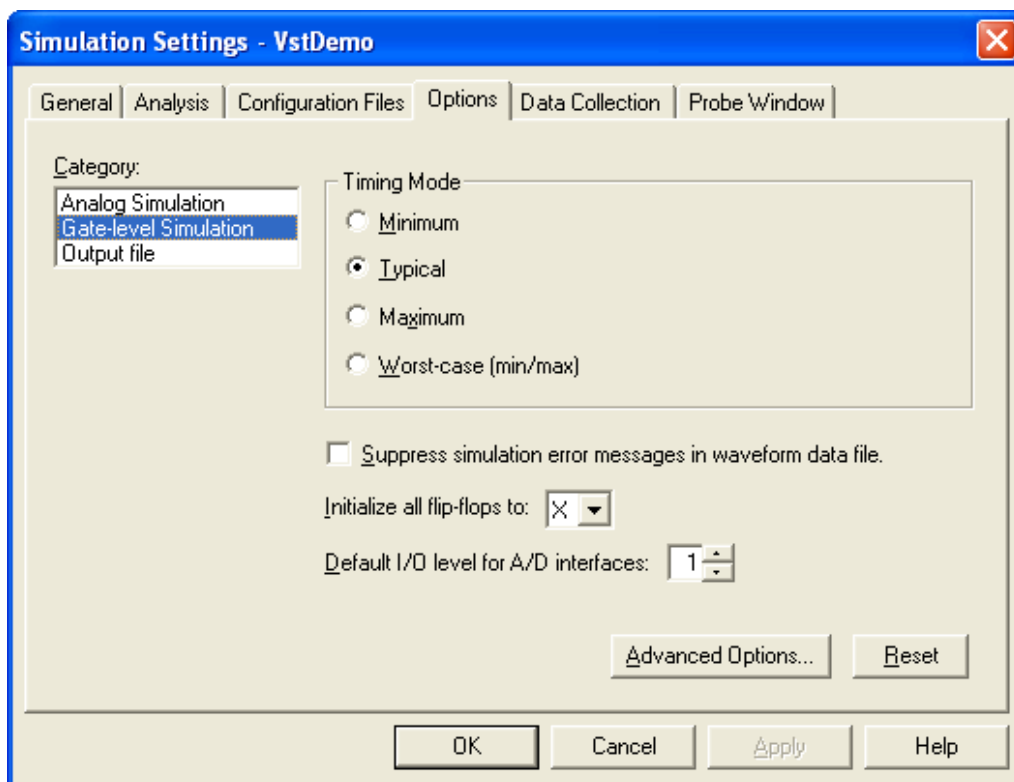 Simulation Settings - VstDemo
General Analysis Configuration Files Options Data Collection Probe Window
Category:
Analog Simulation
Gate-level Simulation
Output file
Timing Mode
Minimum
Typical
Maximum
Worst-case (min/max)
Suppress simulation error messages in waveform data file.
Initialize all flip-flops to: X
Default I/O level for A/D interfaces: 1
Advanced Options... Reset
OK Cancel Apply Help